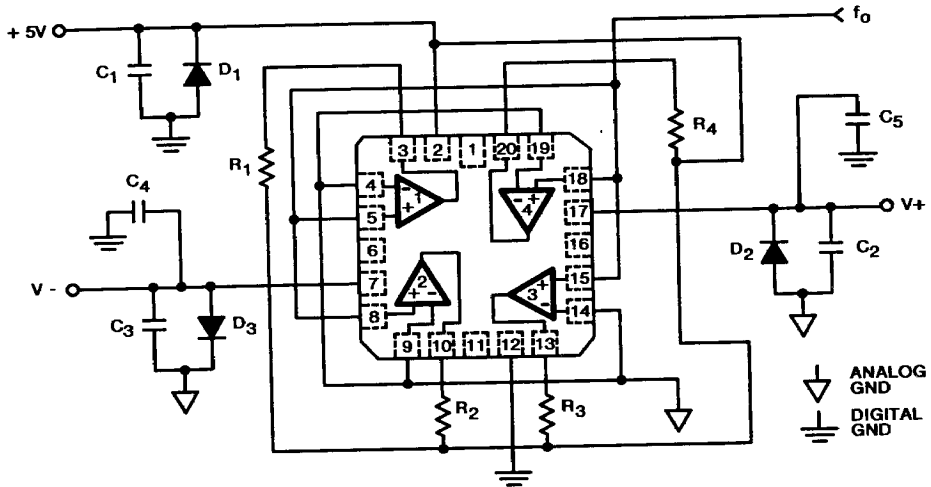 + 5V
C1
D1
fo
C5
R1
R4
3
2
1
20
19
4
- 1
+
5
6
7
8
2
+ -
- +
4
18
17
16
15
14
+
3
-
9
10
11
12
13
C4
V -
C3
D3
V+
D2
C2
R2
R3
ANALOG
GND
DIGITAL
GND